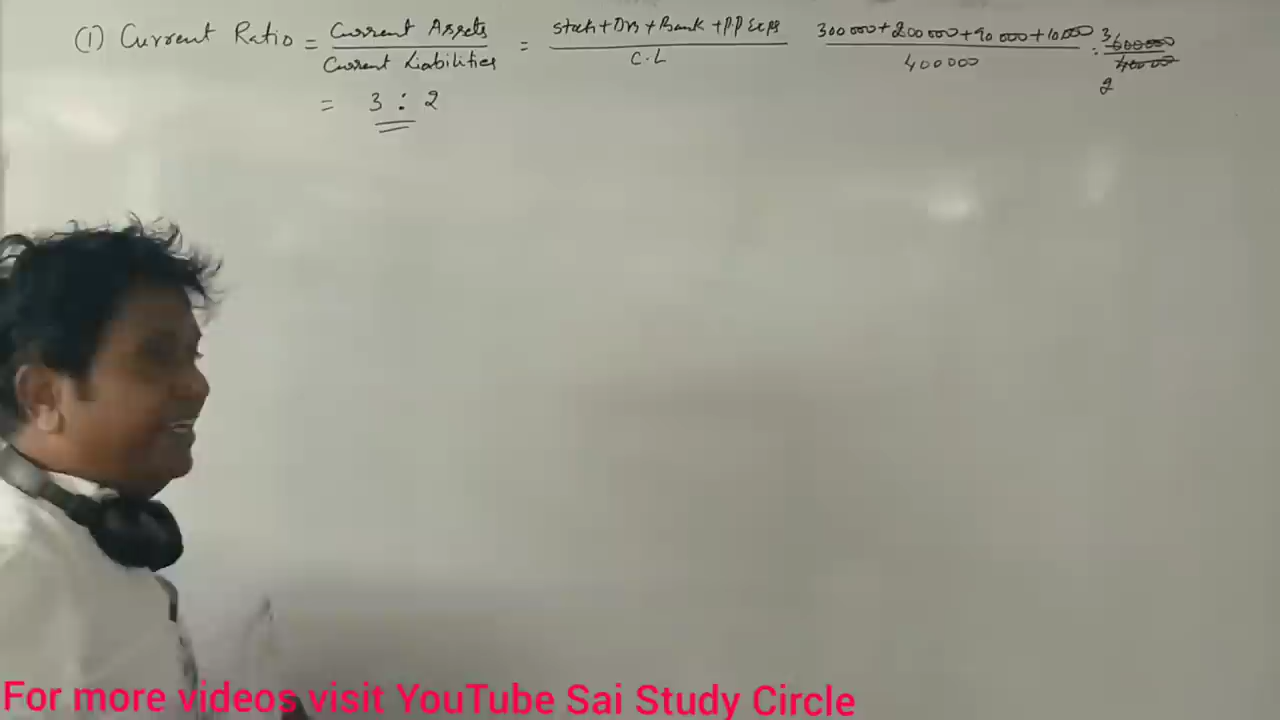 (1) Current Ratio = Current Assets / Current Liabilities = Stock + Drs + Bank + PP Exps / C.L 300000 + 200000 + 90000 + 10000 / 400000 = 3 600000 / 400000 2
= 3 : 2
For more videos visit YouTube Sai Study Circle